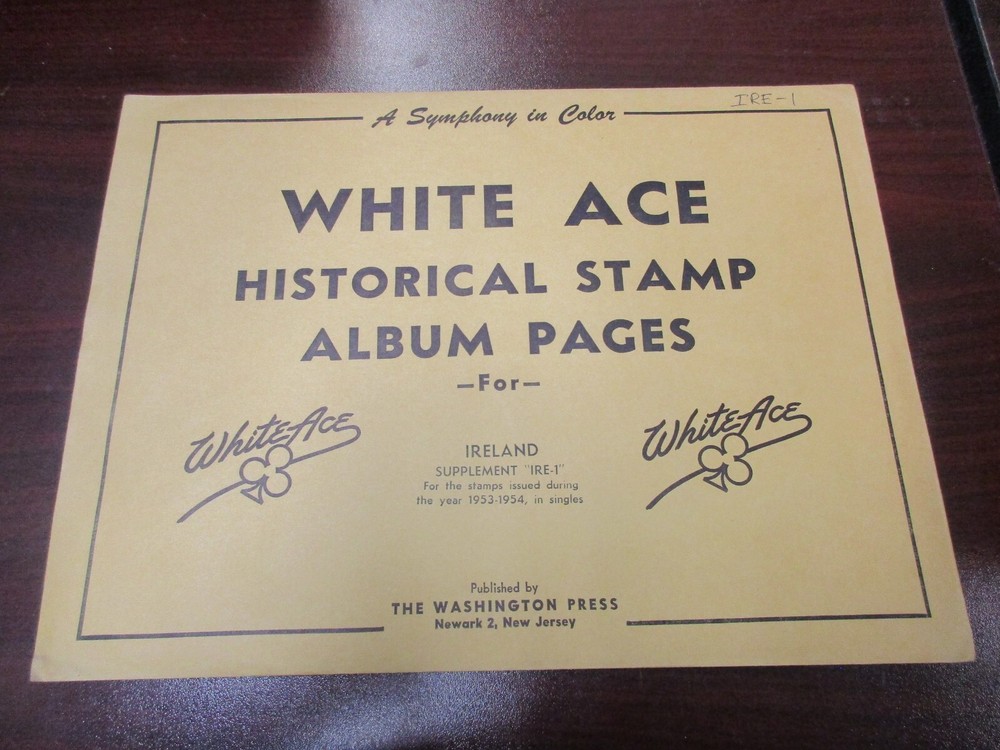 IRE-1
A Symphony in Color
WHITE ACE
HISTORICAL STAMP
ALBUM PAGES
—For—
White Ace
White Ace
IRELAND
SUPPLEMENT "IRE-1"
For the stamps issued during
the year 1953-1954, in singles
Published by
THE WASHINGTON PRESS
Newark 2, New Jersey